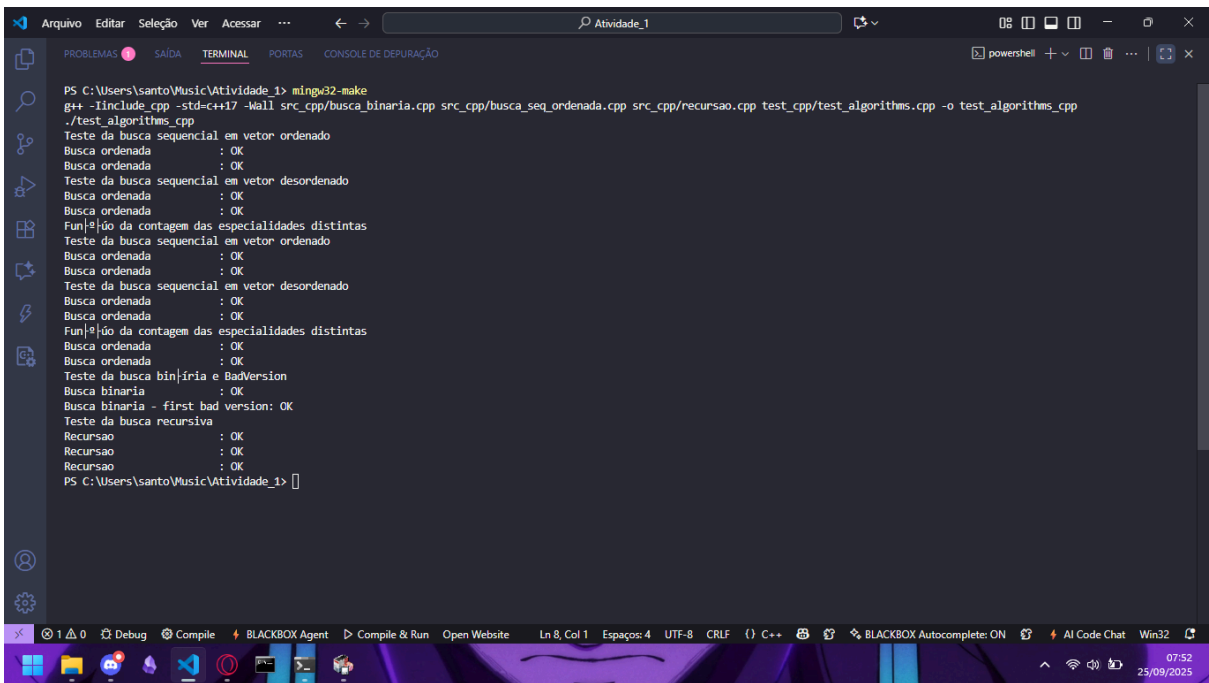 Arquivo Editar Seleção Ver Acessar ··· ← → Atividade_1
PROBLEMAS 1 SAÍDA TERMINAL PORTAS CONSOLE DE DEPURAÇÃO powershell
PS C:\Users\santo\Music\Atividade_1> mingw32-make
g++ -Iinclude_cpp -std=c++17 -Wall src_cpp/busca_binaria.cpp src_cpp/busca_seq_ordenada.cpp src_cpp/recursao.cpp test_cpp/test_algorithms.cpp -o test_algorithms_cpp
./test_algorithms_cpp
Teste da busca sequencial em vetor ordenado
Busca ordenada : OK
Busca ordenada : OK
Teste da busca sequencial em vetor desordenado
Busca ordenada : OK
Busca ordenada : OK
Fun├º├úo da contagem das especialidades distintas
Teste da busca sequencial em vetor ordenado
Busca ordenada : OK
Busca ordenada : OK
Teste da busca sequencial em vetor desordenado
Busca ordenada : OK
Busca ordenada : OK
Fun├º├úo da contagem das especialidades distintas
Busca ordenada : OK
Busca ordenada : OK
Teste da busca bin├íria e BadVersion
Busca binaria : OK
Busca binaria - first bad version: OK
Teste da busca recursiva
Recursao : OK
Recursao : OK
Recursao : OK
PS C:\Users\santo\Music\Atividade_1>
1 0 Debug Compile BLACKBOX Agent Compile & Run Open Website Ln 8, Col 1 Espaços: 4 UTF-8 CRLF {} C++ BLACKBOX Autocomplete: ON AI Code Chat Win32
07:52
25/09/2025